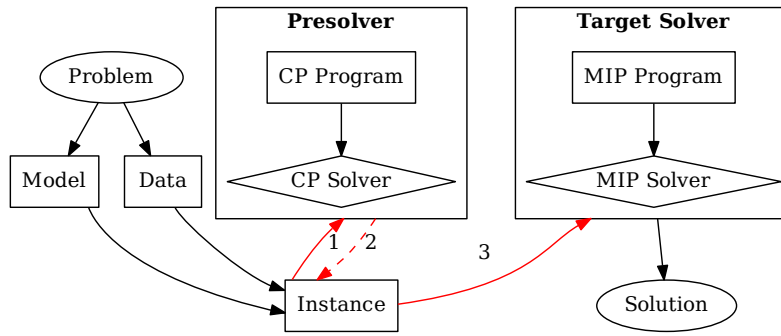 Presolver
Target Solver
Problem
CP Program
MIP Program
Model
Data
CP Solver
MIP Solver
1
2
3
Instance
Solution